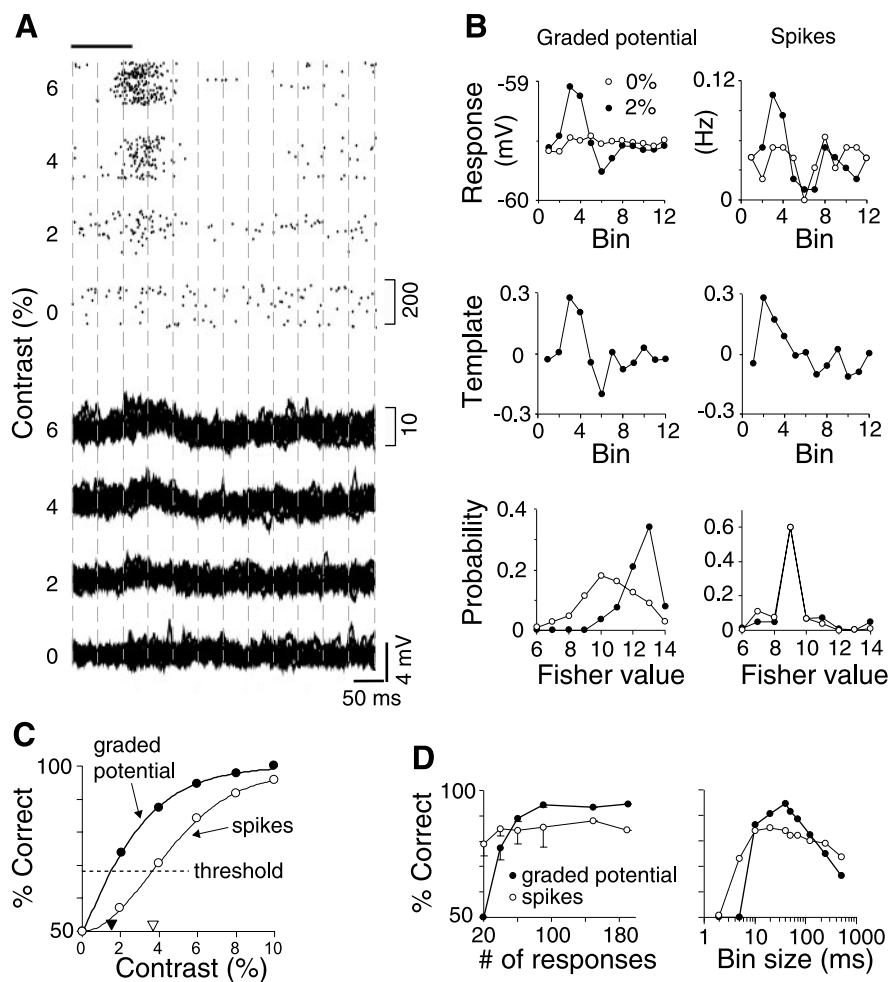 A
6
4
2
0
200
Contrast (%)
6
10
4
2
0
4 mV
50 ms
B
Graded potential
Spikes
-59
0%
2%
Response
(mV)
-60
0
4
8
12
Bin
0.12
(Hz)
0
0
4
8
12
Bin
0.3
Template
0
-0.3
0
4
8
12
Bin
0.3
0
-0.3
0
4
8
12
Bin
0.4
Probability
0.2
0
6
8
10
12
14
Fisher value
0.6
0.4
0.2
0
6
8
10
12
14
Fisher value
C
100
graded
potential
spikes
% Correct
threshold
50
0
2
4
6
8
10
Contrast (%)
D
100
% Correct
graded potential
spikes
50
20
100
180
# of responses
1
10
100
1000
Bin size (ms)